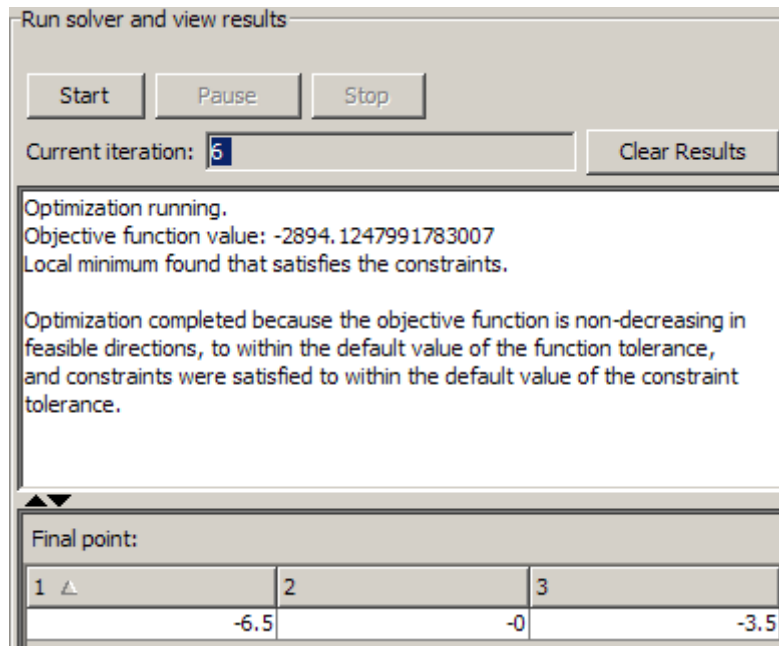 Run solver and view results
Start Pause Stop
Current iteration: 6 Clear Results
Optimization running.
Objective function value: -2894.1247991783007
Local minimum found that satisfies the constraints.
Optimization completed because the objective function is non-decreasing in
feasible directions, to within the default value of the function tolerance,
and constraints were satisfied to within the default value of the constraint
tolerance.
Final point:
1 2 3
-6.5 -0 -3.5